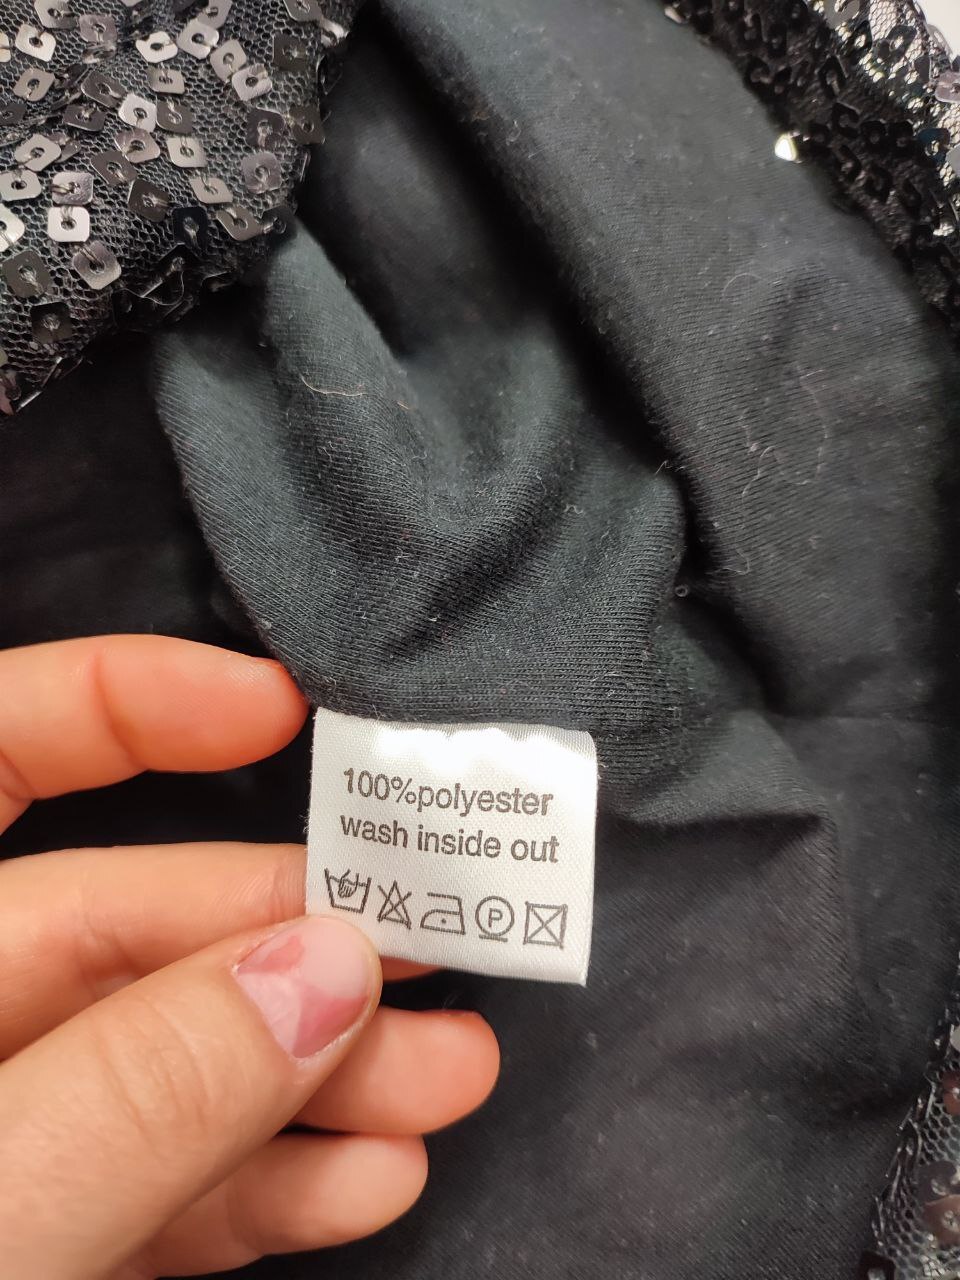 100%polyester
wash inside out
P